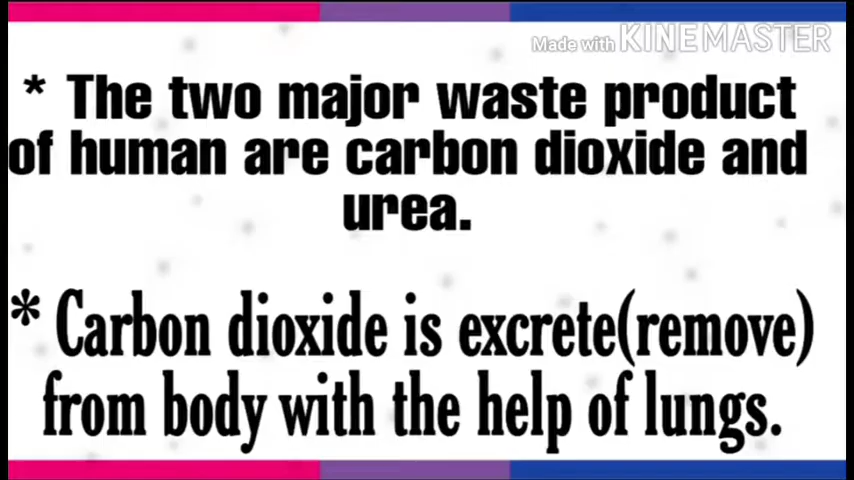 Made with KINEMASTER
* The two major waste product
of human are carbon dioxide and
urea.
* Carbon dioxide is excrete(remove)
from body with the help of lungs.